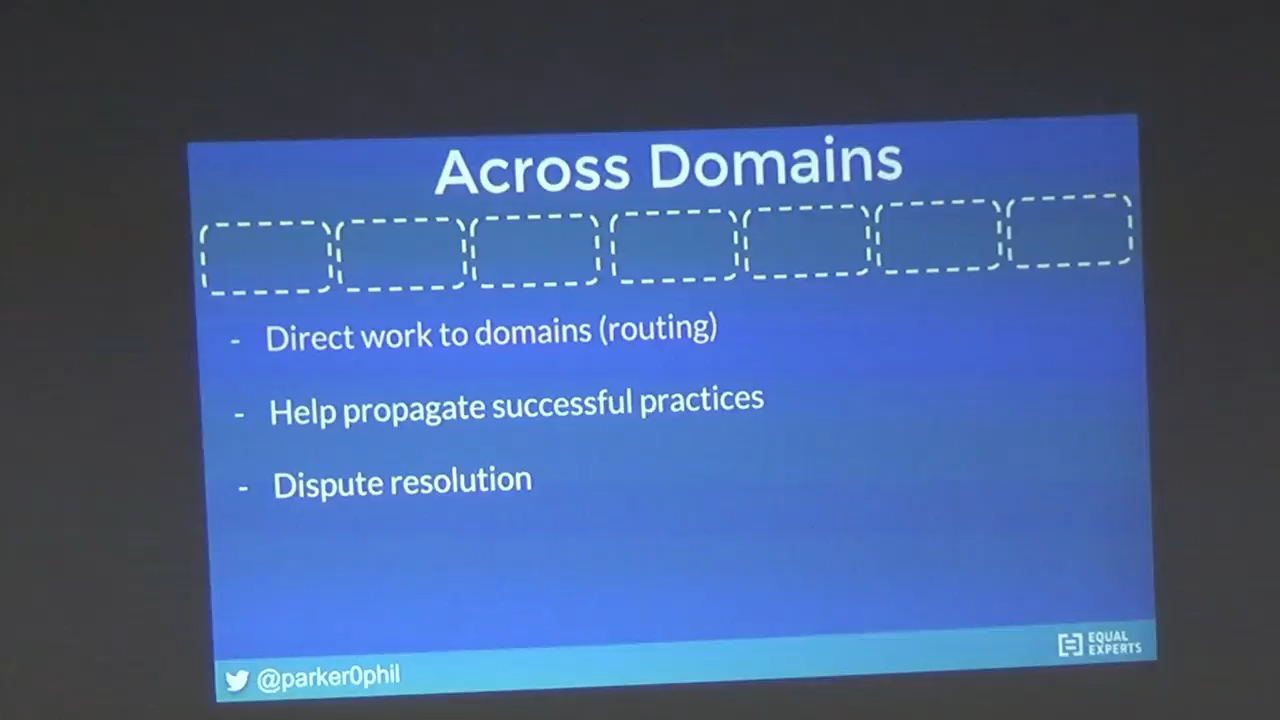 Across Domains
- Direct work to domains (routing)
- Help propagate successful practices
- Dispute resolution
@parker0phil
EQUAL
EXPERTS